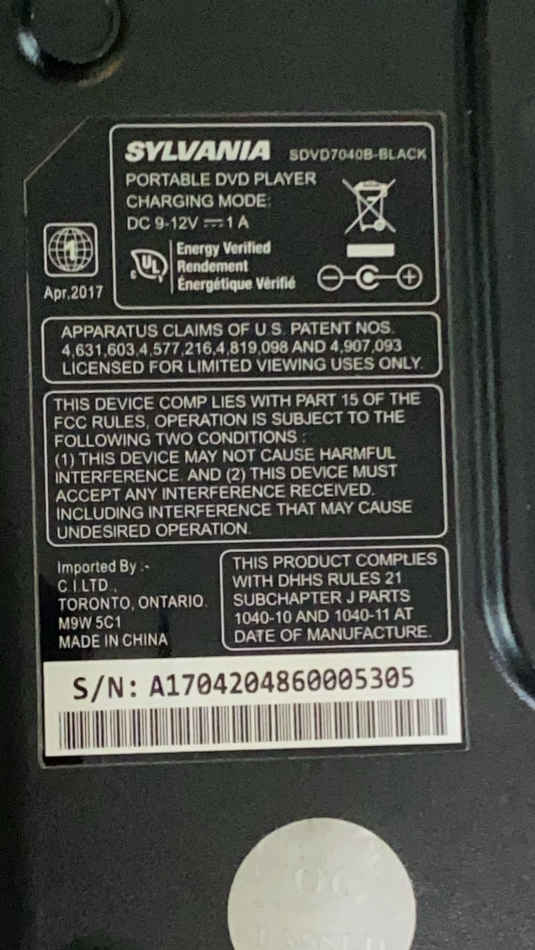 SYLVANIA SDVD7040B-BLACK
PORTABLE DVD PLAYER
CHARGING MODE:
DC 9-12V ⎓ 1 A
1
Apr,2017
UL
Energy Verified
Rendement
Énergétique Vérifié
APPARATUS CLAIMS OF U.S. PATENT NOS.
4,631,603,4,577,216,4,819,098 AND 4,907,093
LICENSED FOR LIMITED VIEWING USES ONLY.
THIS DEVICE COMP LIES WITH PART 15 OF THE
FCC RULES, OPERATION IS SUBJECT TO THE
FOLLOWING TWO CONDITIONS :
(1) THIS DEVICE MAY NOT CAUSE HARMFUL
INTERFERENCE AND (2) THIS DEVICE MUST
ACCEPT ANY INTERFERENCE RECEIVED.
INCLUDING INTERFERENCE THAT MAY CAUSE
UNDESIRED OPERATION.
Imported By :-
C.I.LTD.,
TORONTO, ONTARIO.
M9W 5C1
MADE IN CHINA
THIS PRODUCT COMPLIES
WITH DHHS RULES 21
SUBCHAPTER J PARTS
1040-10 AND 1040-11 AT
DATE OF MANUFACTURE.
S/N: A1704204860005305